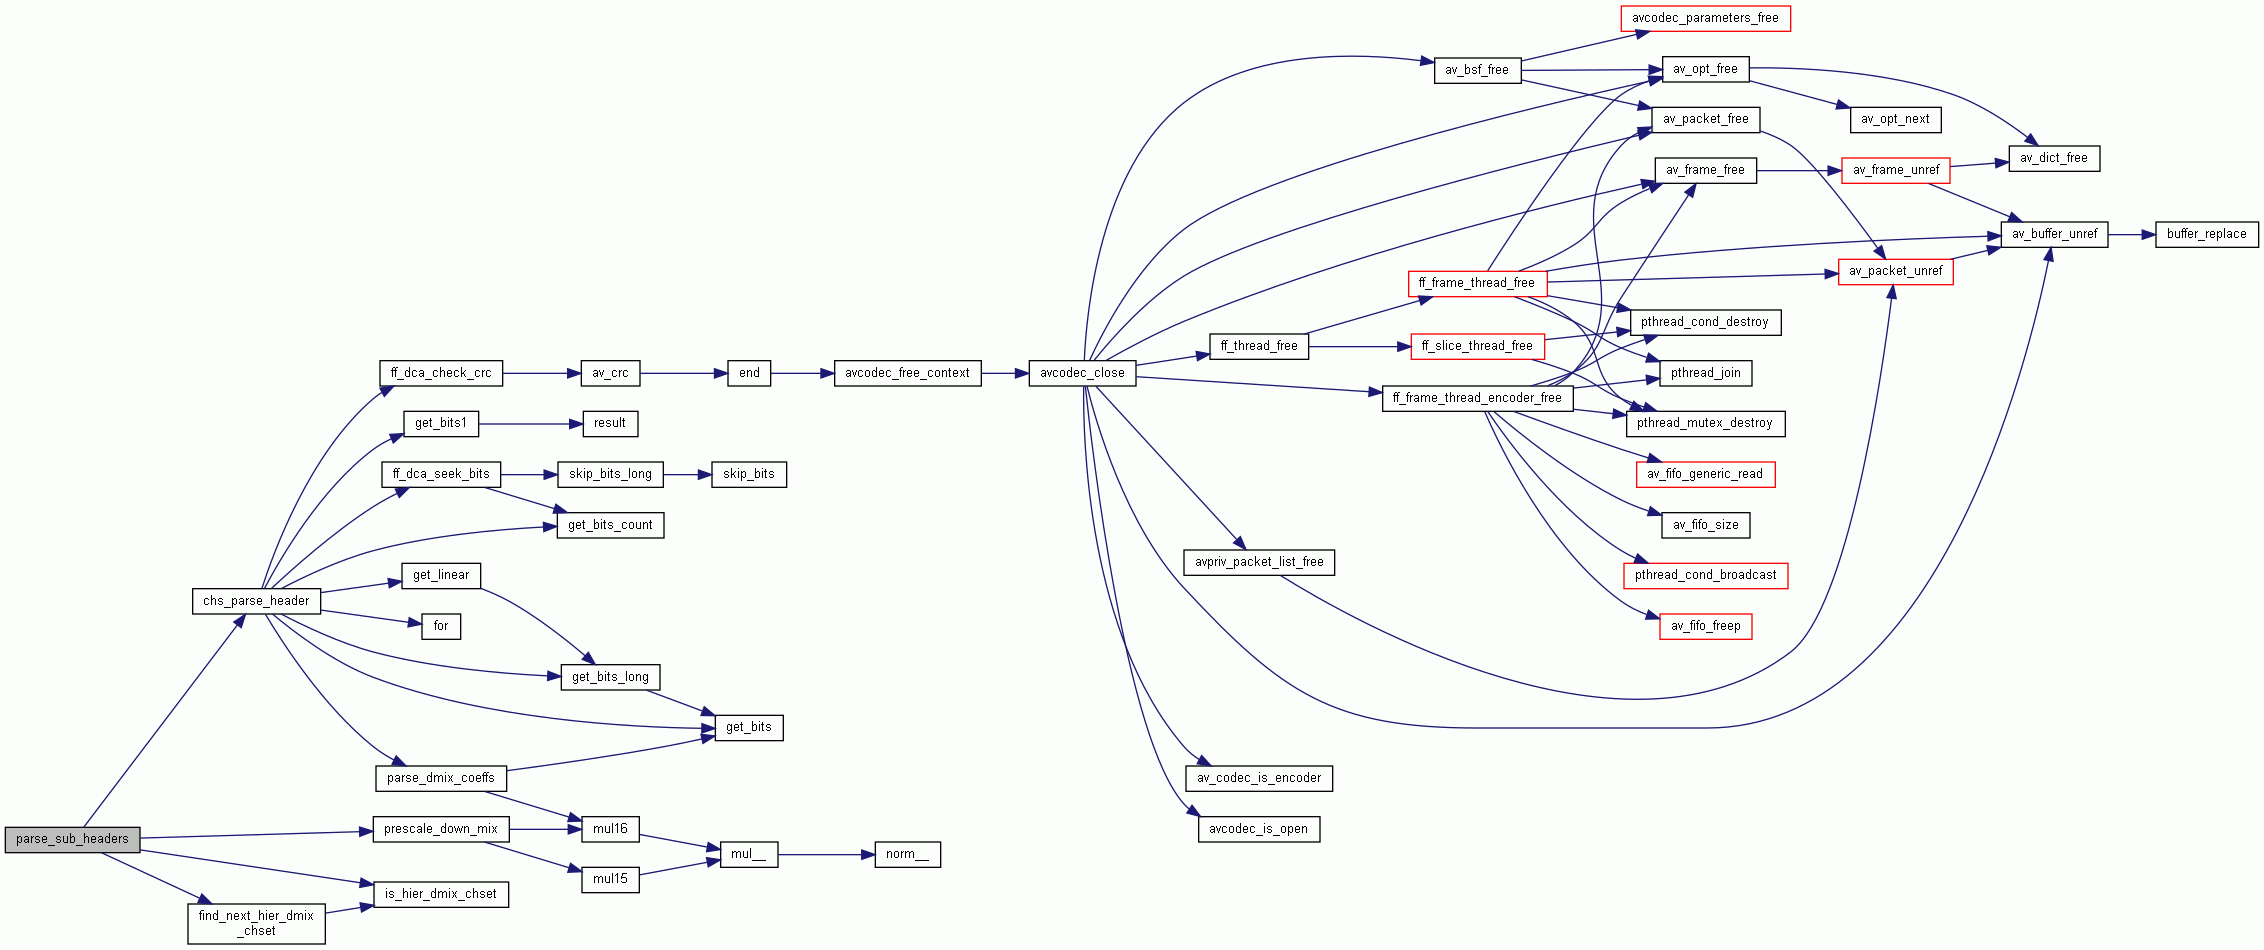 avcodec_parameters_free
av_bsf_free
av_opt_free
av_packet_free
av_opt_next
av_dict_free
av_frame_free
av_frame_unref
av_buffer_unref
buffer_replace
av_packet_unref
ff_frame_thread_free
pthread_cond_destroy
ff_thread_free
ff_slice_thread_free
ff_dca_check_crc
av_crc
end
avcodec_free_context
avcodec_close
pthread_join
ff_frame_thread_encoder_free
get_bits1
result
pthread_mutex_destroy
ff_dca_seek_bits
skip_bits_long
skip_bits
av_fifo_generic_read
get_bits_count
av_fifo_size
avpriv_packet_list_free
get_linear
pthread_cond_broadcast
chs_parse_header
for
av_fifo_freep
get_bits_long
get_bits
parse_dmix_coeffs
av_codec_is_encoder
parse_sub_headers
prescale_down_mix
mul16
avcodec_is_open
mul__
norm__
mul15
is_hier_dmix_chset
find_next_hier_dmix
_chset